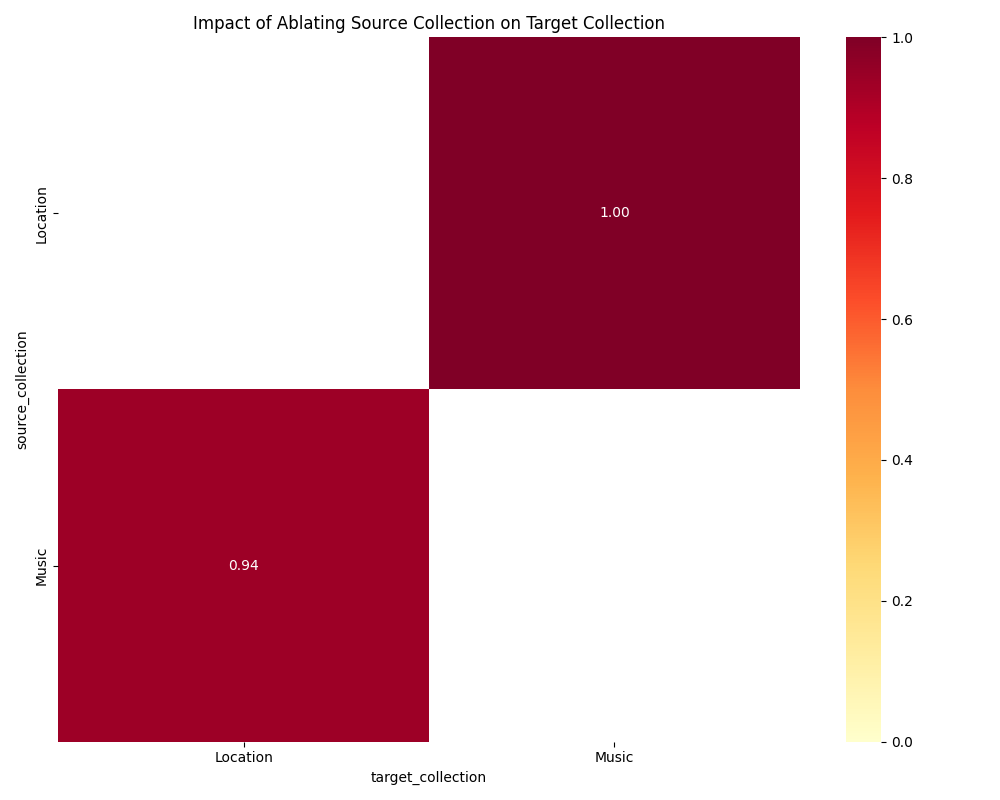 Impact of Ablating Source Collection on Target Collection
source_collection
Location
Music
1.00
0.94
Location
Music
target_collection
1.0
0.8
0.6
0.4
0.2
0.0